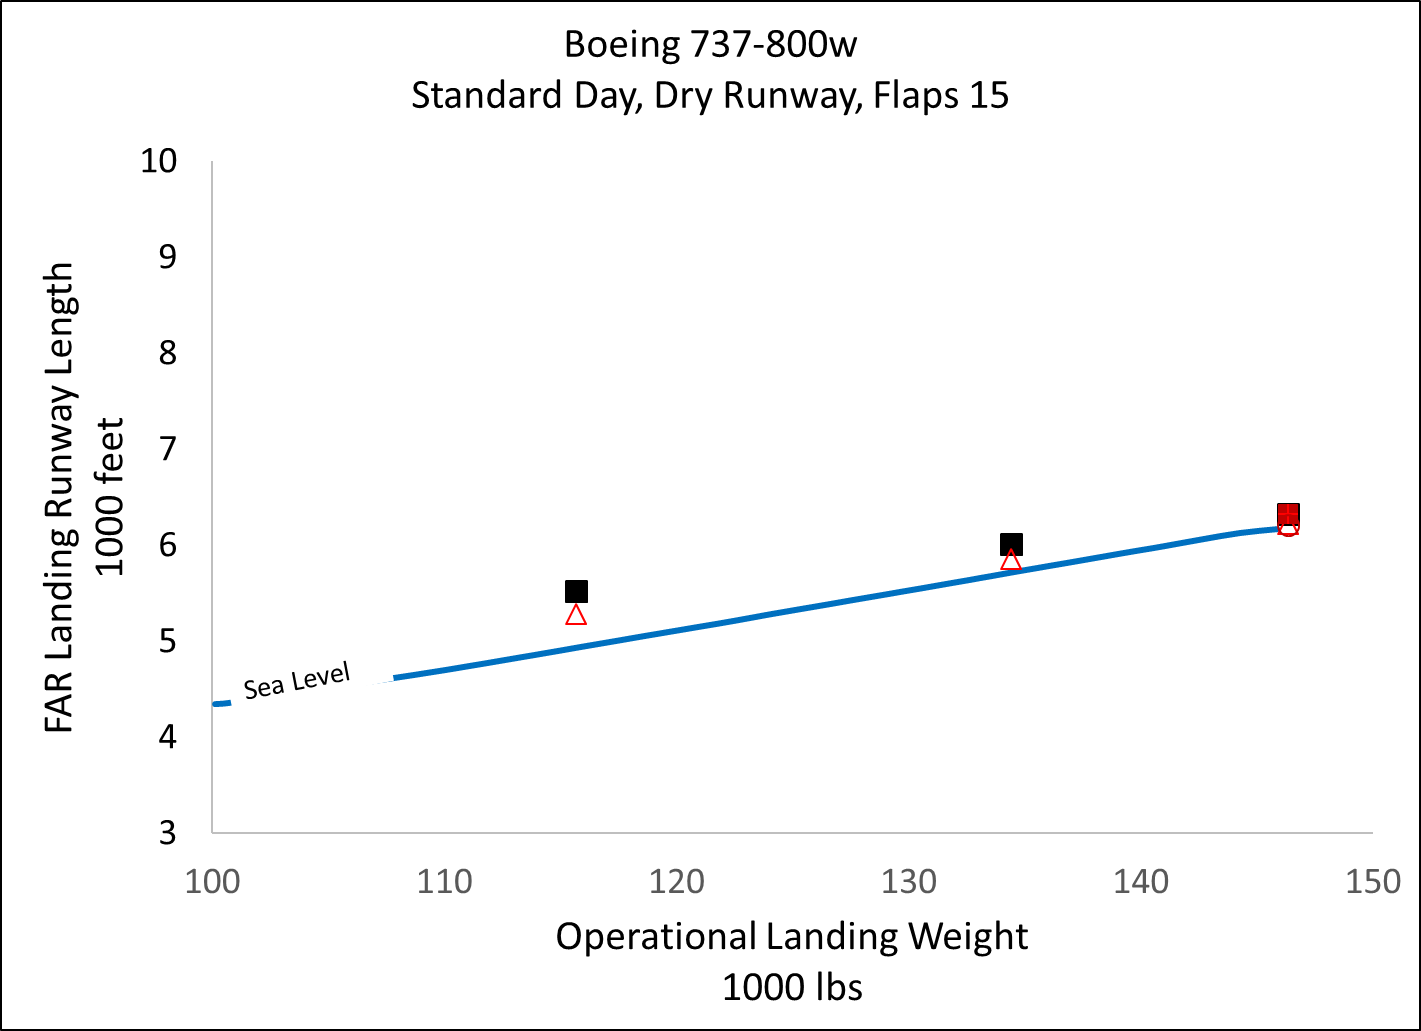 Boeing 737-800w
Standard Day, Dry Runway, Flaps 15
10
9
8
7
6
5
4
3
FAR Landing Runway Length
1000 feet
Sea Level
100 110 120 130 140 150
Operational Landing Weight
1000 lbs